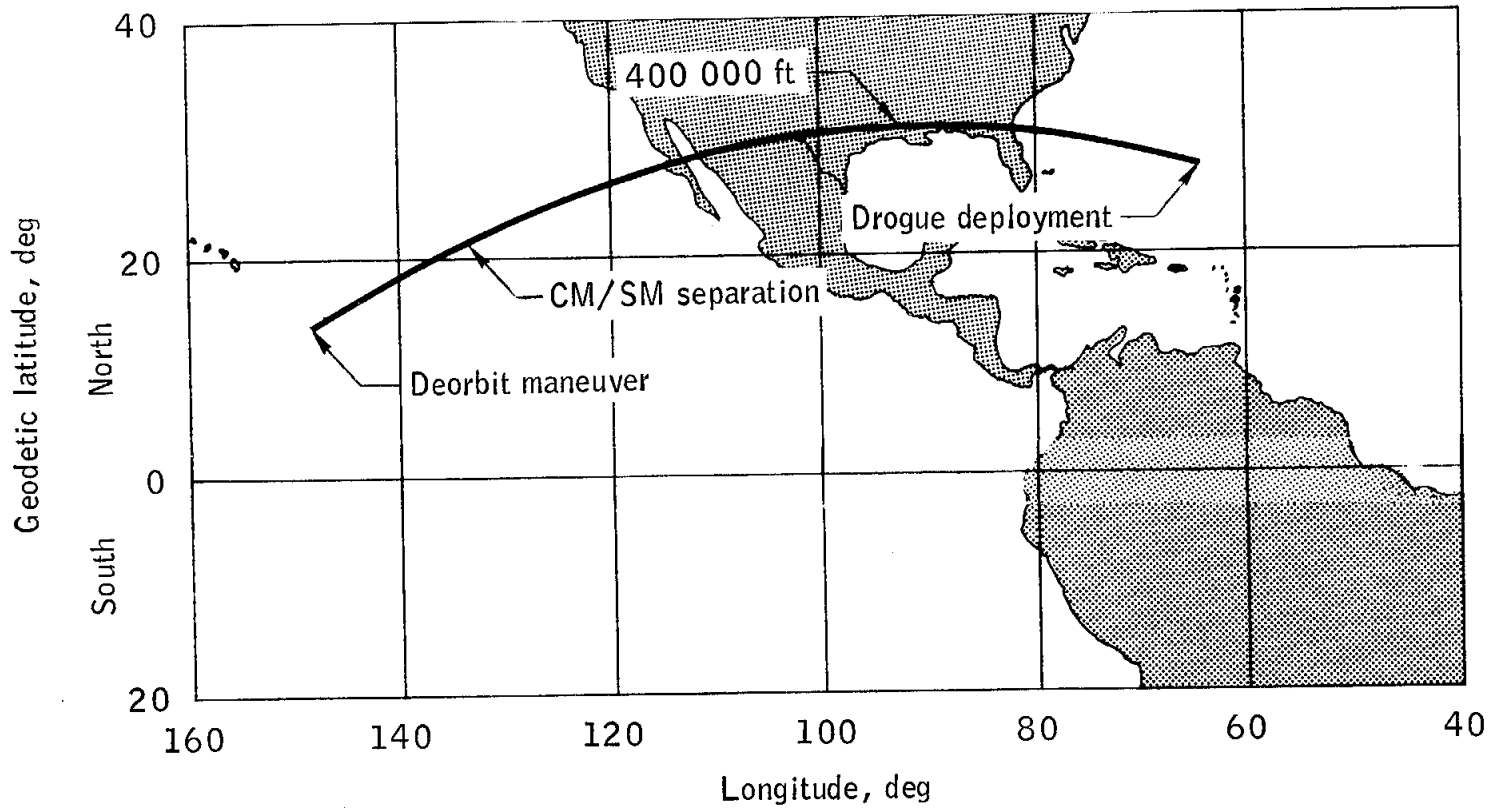 40
400 000 ft
Drogue deployment
20
CM/SM separation
Deorbit maneuver
0
20
Geodetic latitude, deg
North
South
160 140 120 100 80 60 40
Longitude, deg